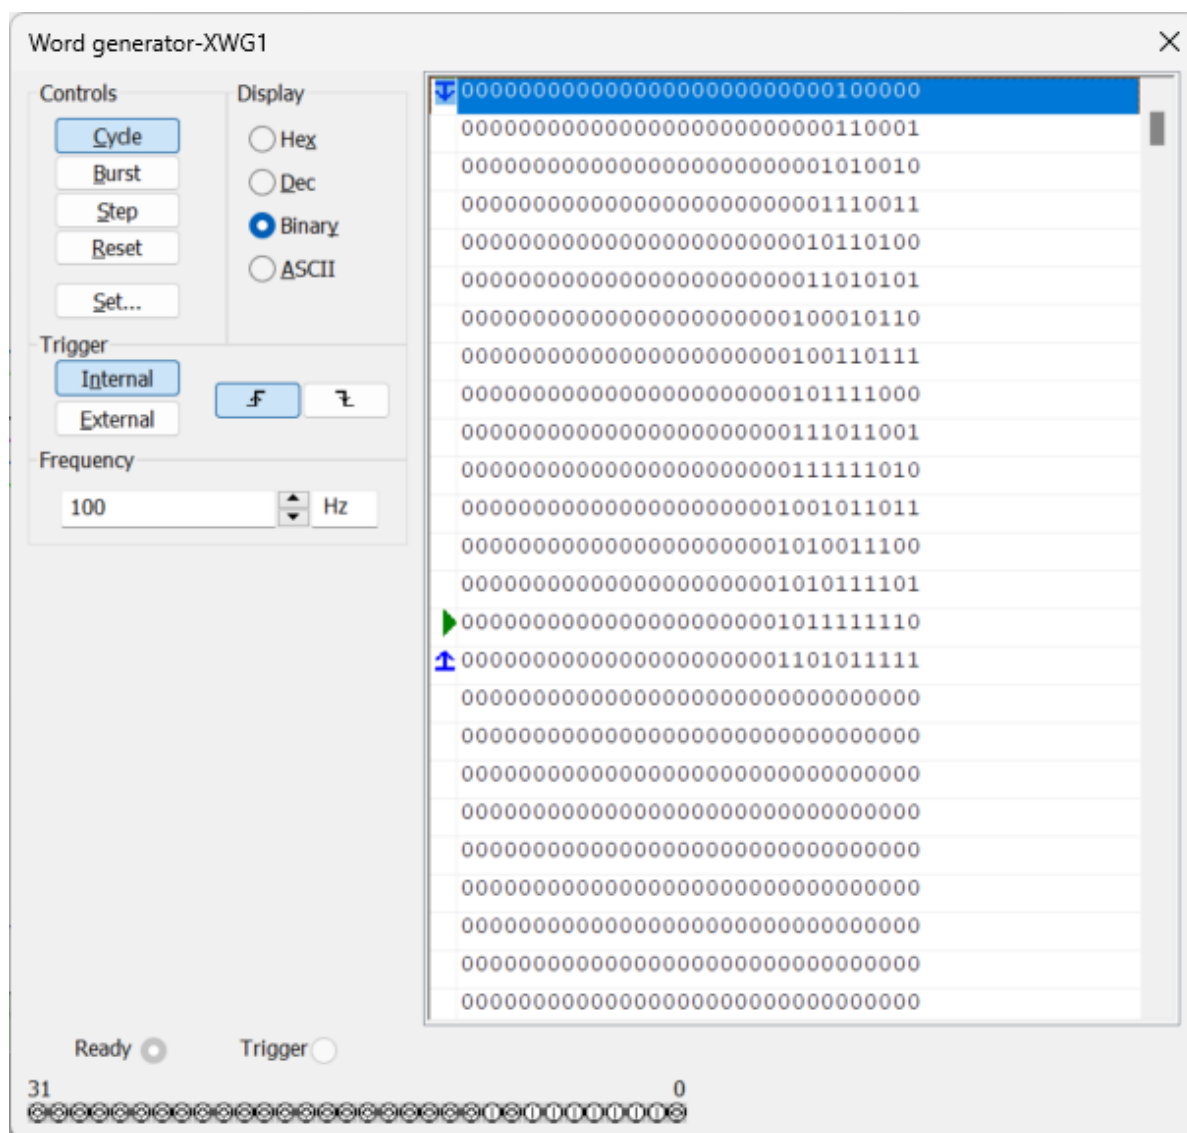 Word generator-XWG1
Controls
Cycle
Burst
Step
Reset
Set...
Display
Hex
Dec
Binary
ASCII
Trigger
Internal
External
Frequency
100 Hz
00000000000000000000000000100000
00000000000000000000000000110001
00000000000000000000000001010010
00000000000000000000000001110011
00000000000000000000000010110100
00000000000000000000000011010101
00000000000000000000000100010110
00000000000000000000000100110111
00000000000000000000000101111000
00000000000000000000000111011001
00000000000000000000000111111010
00000000000000000000001001011011
00000000000000000000001010011100
00000000000000000000001010111101
00000000000000000000001011111110
00000000000000000000001101011111
00000000000000000000000000000000
00000000000000000000000000000000
00000000000000000000000000000000
00000000000000000000000000000000
00000000000000000000000000000000
00000000000000000000000000000000
00000000000000000000000000000000
00000000000000000000000000000000
00000000000000000000000000000000
Ready Trigger
31 0